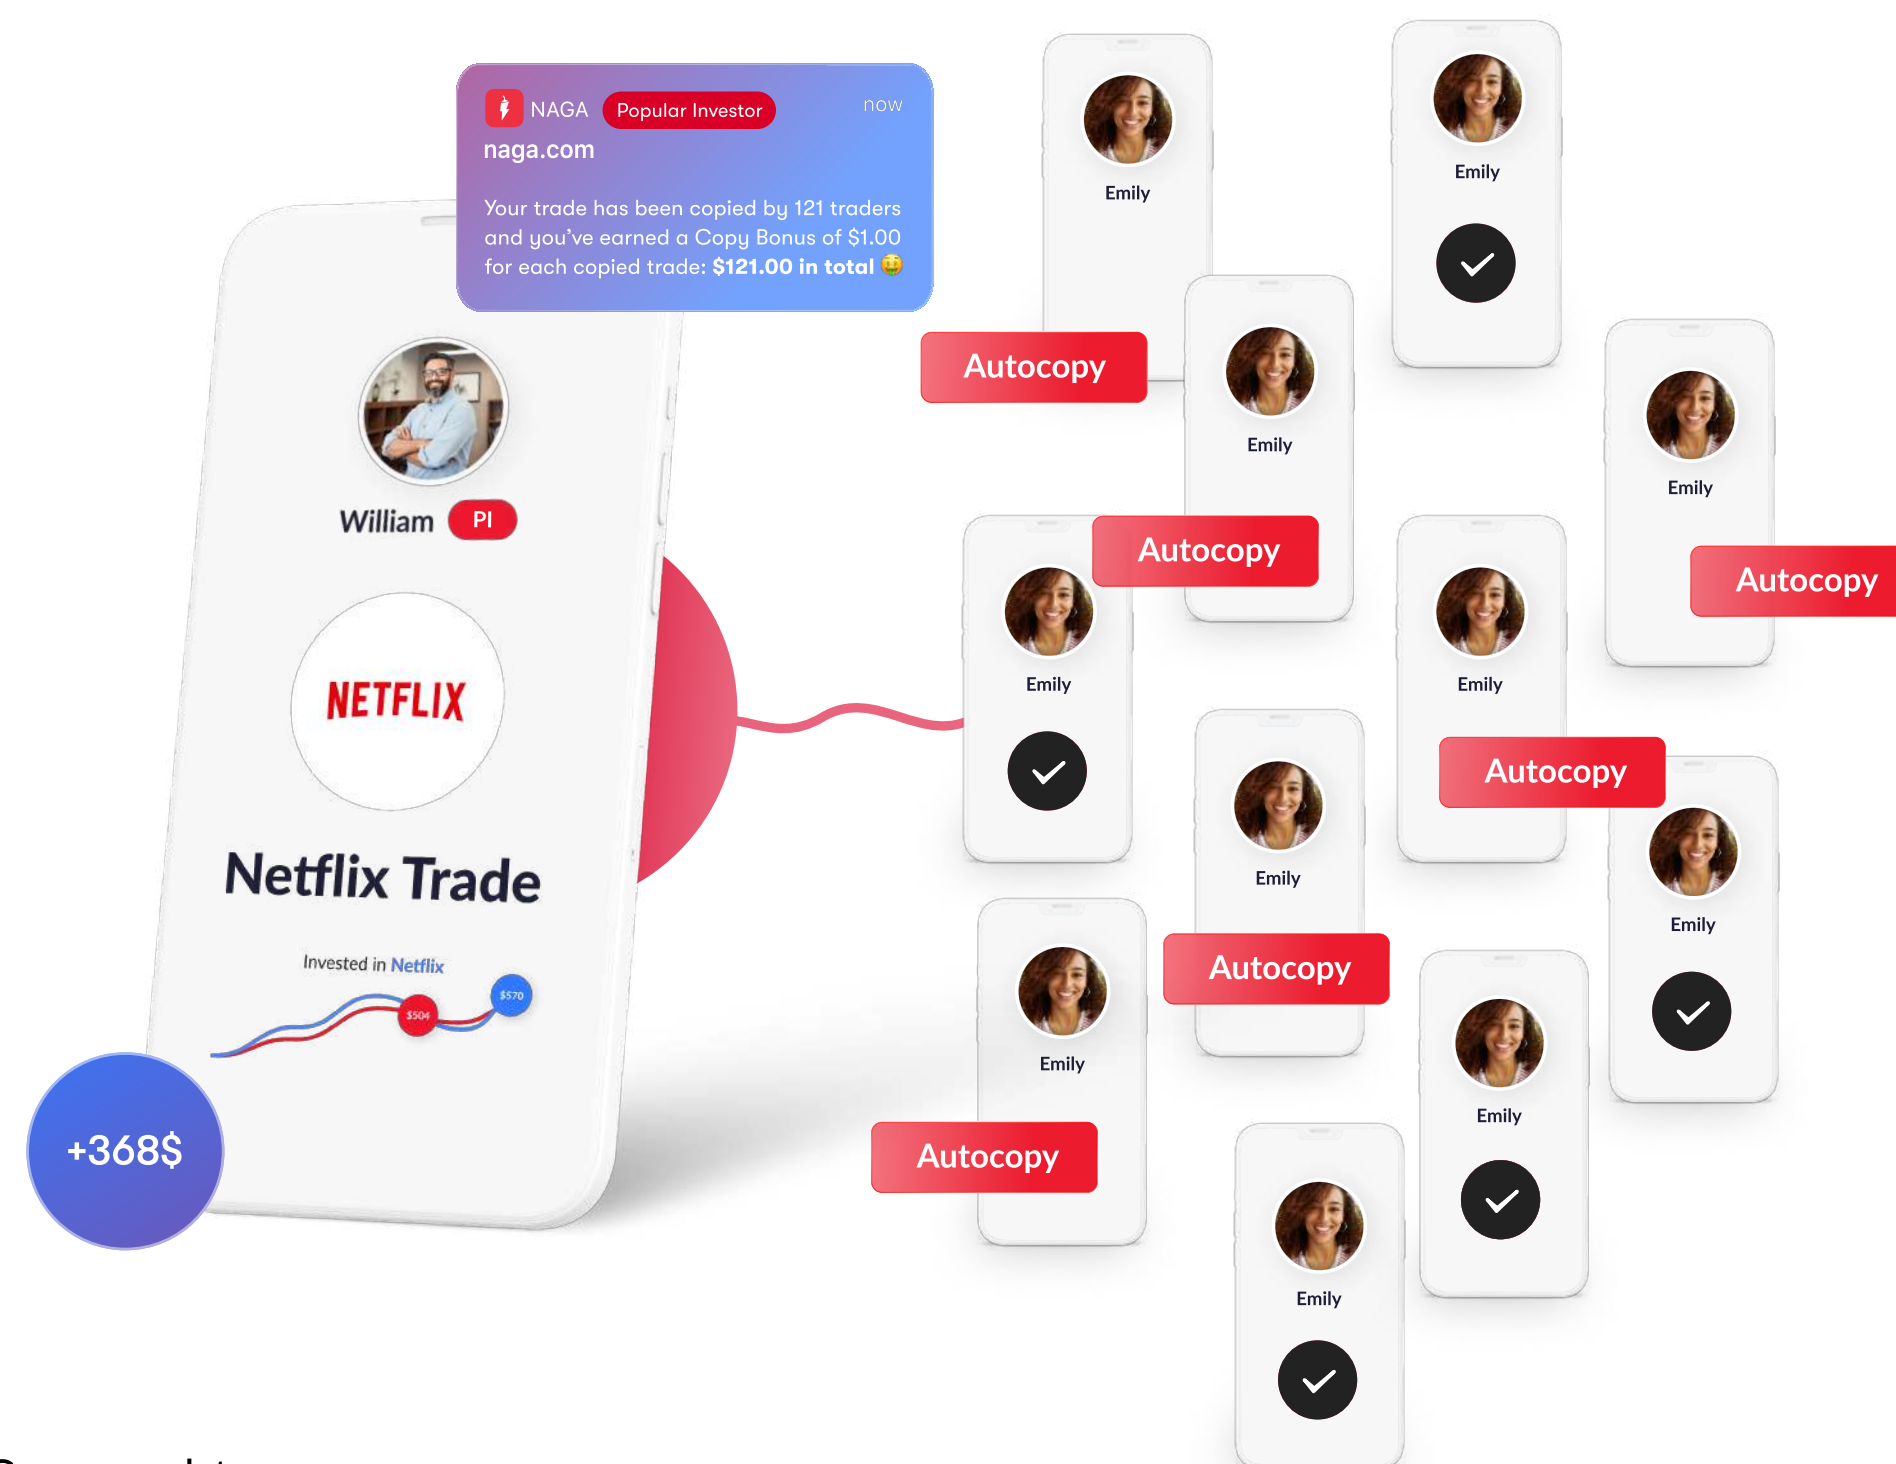 NAGA Popular Investor now
naga.com
Your trade has been copied by 121 traders
and you've earned a Copy Bonus of $1.00
for each copied trade: $121.00 in total
William PI
NETFLIX
Netflix Trade
Invested in Netflix
$504
$570
+368$
Emily
Emily
Autocopy
Emily
Emily
Autocopy
Autocopy
Emily
Emily
Autocopy
Emily
Emily
Autocopy
Emily
Emily
Autocopy
Emily